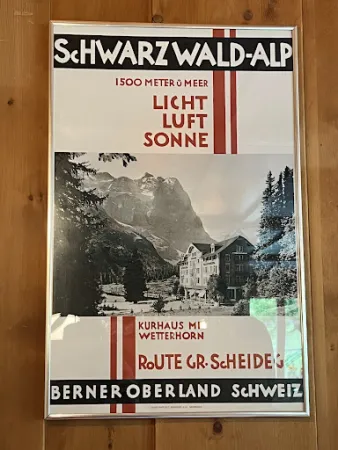 SCHWARZWALD-ALP
1500 METER Ü MEER
LICHT
LUFT
SONNE
KURHAUS MIT
WETTERHORN
ROUTE GR. SCHEIDEGG
BERNER OBERLAND SCHWEIZ